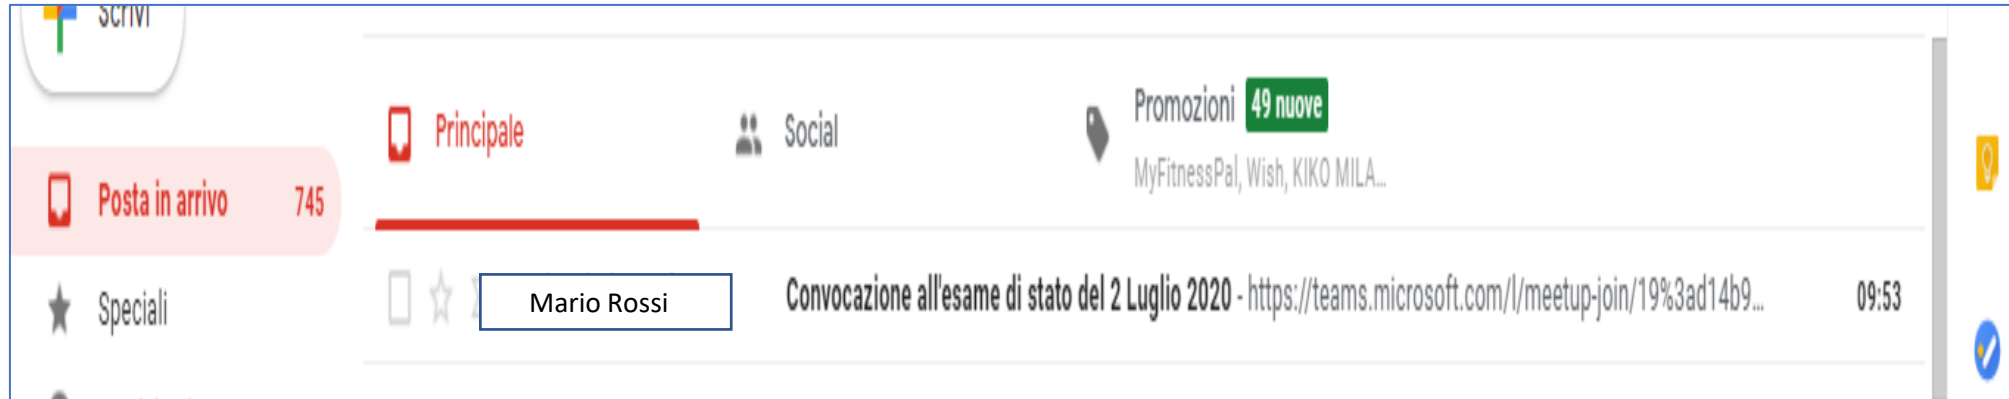 Scrivi
Principale
Social
Promozioni 49 nuove
MyFitnessPal, Wish, KIKO MILA...
Posta in arrivo 745
Speciali
Mario Rossi Convocazione all'esame di stato del 2 Luglio 2020 - https://teams.microsoft.com/l/meetup-join/19%3ad14b9... 09:53